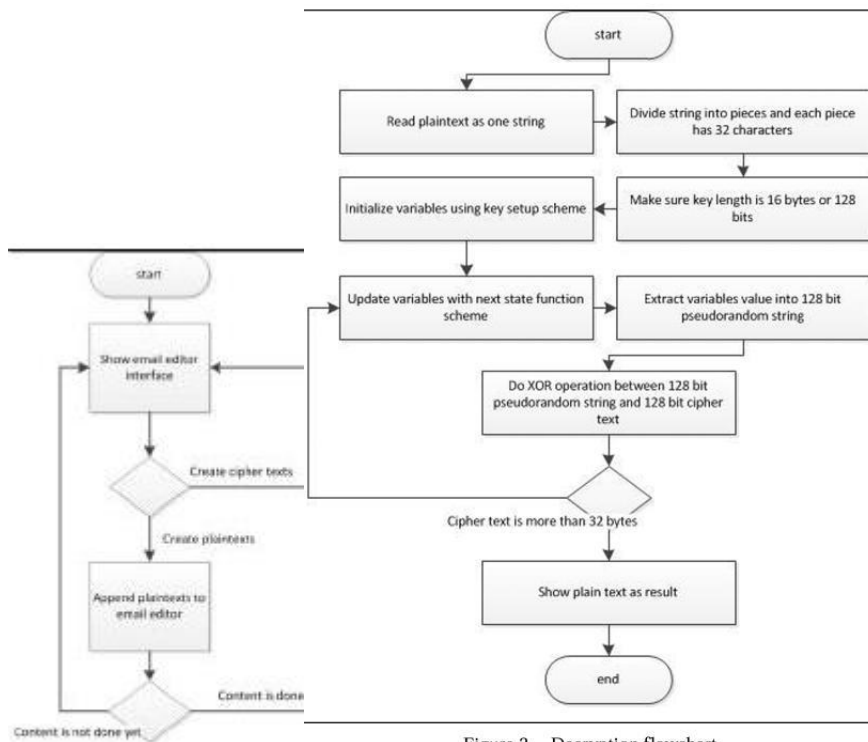 start
Show email editor
interface
Create cipher texts
Create plaintexts
Append plaintexts to
email editor
Content is done
Content is not done yet
start
Read plaintext as one string
Divide string into pieces and each piece
has 32 characters
Make sure key length is 16 bytes or 128
bits
Initialize variables using key setup scheme
Update variables with next state function
scheme
Extract variables value into 128 bit
pseudorandom string
Do XOR operation between 128 bit
pseudorandom string and 128 bit cipher
text
Cipher text is more than 32 bytes
Show plain text as result
end
Decryption flowchart